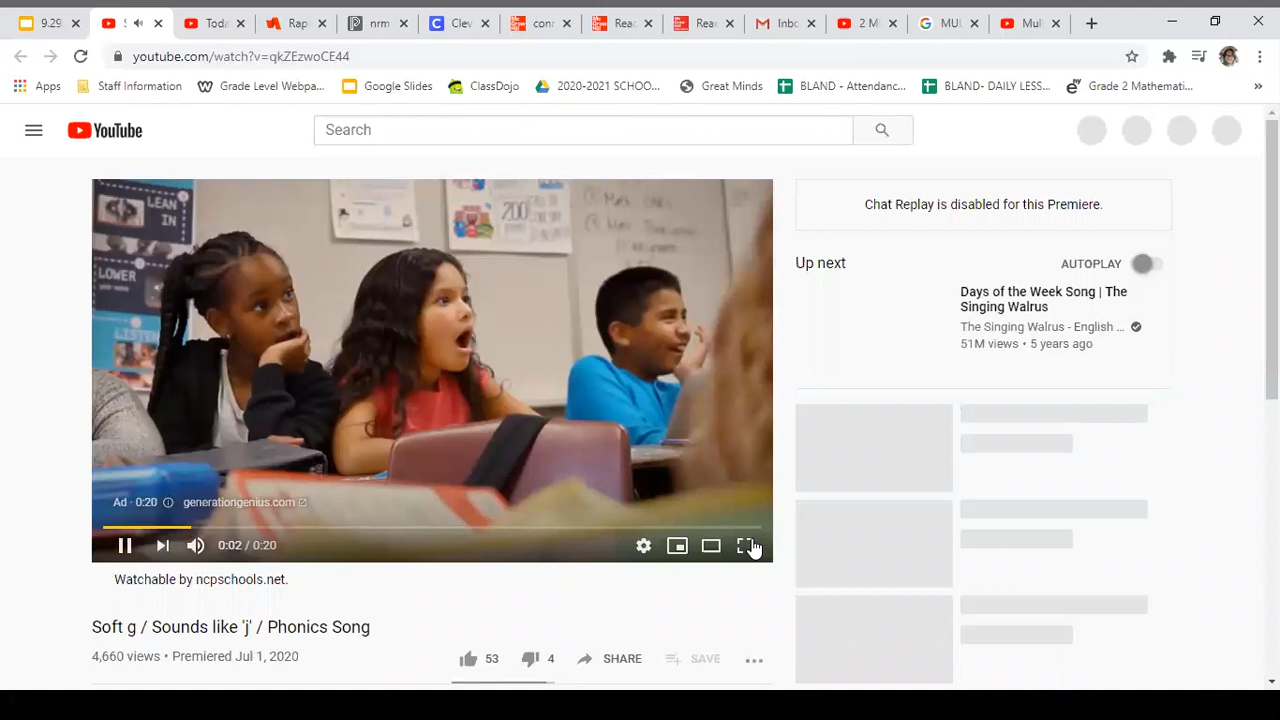 9.29
S
Toda
Rap
nrm
Clev
conr
Reac
Reac
Inbo
2 Mi
MUL
Mult
youtube.com/watch?v=qkZEzwoCE44
Apps
Staff Information
Grade Level Webpa...
Google Slides
ClassDojo
2020-2021 SCHOO...
Great Minds
BLAND - Attendanc...
BLAND- DAILY LESS...
Grade 2 Mathemati...
YouTube
Search
LEAN IN
LOWER
LISTEN
200
Ad · 0:20 generationgenius.com
0:02 / 0:20
Watchable by ncpschools.net.
Soft g / Sounds like 'j' / Phonics Song
4,660 views • Premiered Jul 1, 2020
53
4
SHARE
SAVE
Chat Replay is disabled for this Premiere.
Up next
AUTOPLAY
Days of the Week Song | The
Singing Walrus
The Singing Walrus - English ...
51M views • 5 years ago